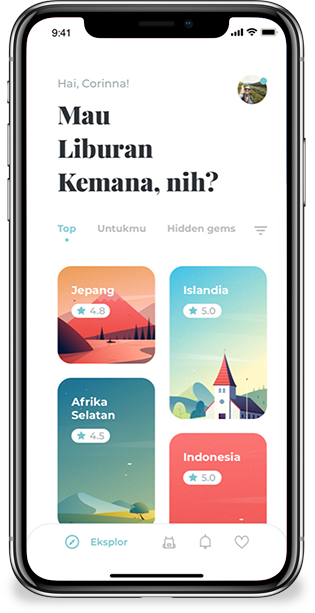 9:41
Hai, Corinna!
Mau
Liburan
Kemana, nih?
Top Untukmu Hidden gems
Jepang
4.8
Islandia
5.0
Afrika
Selatan
4.5
Indonesia
5.0
Eksplor